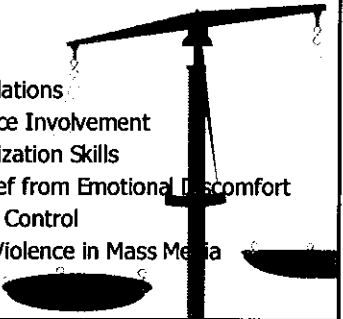 lations
ce Involvement
ization Skills
ef from Emotional Discomfort
Control
Violence in Mass Media